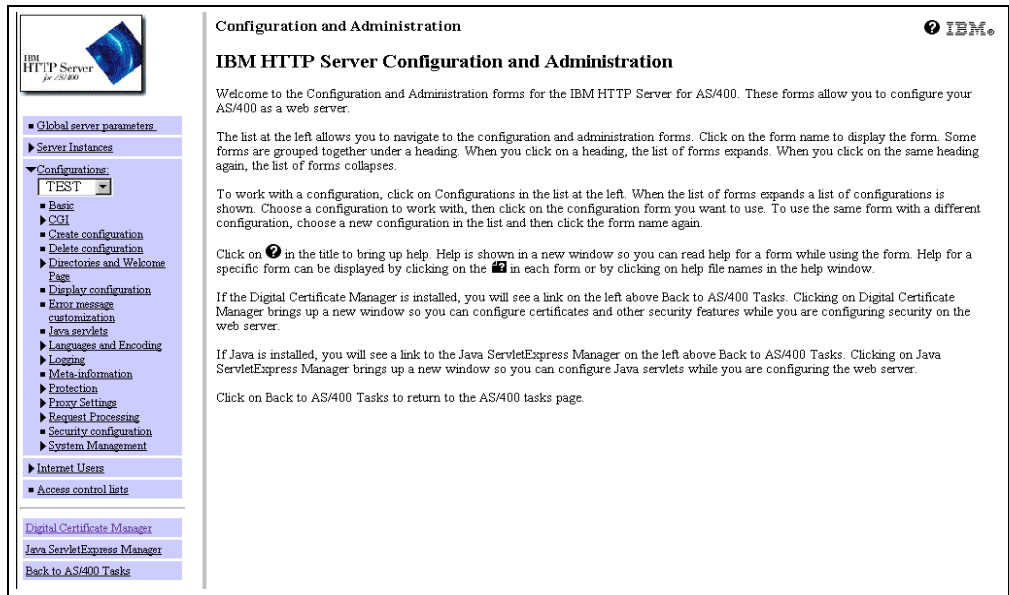 IBM
HTTP Server
for AS/400
Global server parameters
Server Instances
Configurations:
TEST
Basic
CGI
Create configuration
Delete configuration
Directories and Welcome
Page
Display configuration
Error message
customization
Java servlets
Languages and Encoding
Logging
Meta-information
Protection
Proxy Settings
Request Processing
Security configuration
System Management
Internet Users
Access control lists
Digital Certificate Manager
Java ServletExpress Manager
Back to AS/400 Tasks
Configuration and Administration
? IBM®
IBM HTTP Server Configuration and Administration
Welcome to the Configuration and Administration forms for the IBM HTTP Server for AS/400. These forms allow you to configure your
AS/400 as a web server.
The list at the left allows you to navigate to the configuration and administration forms. Click on the form name to display the form. Some
forms are grouped together under a heading. When you click on a heading, the list of forms expands. When you click on the same heading
again, the list of forms collapses.
To work with a configuration, click on Configurations in the list at the left. When the list of forms expands a list of configurations is
shown. Choose a configuration to work with, then click on the configuration form you want to use. To use the same form with a different
configuration, choose a new configuration in the list and then click the form name again.
Click on ? in the title to bring up help. Help is shown in a new window so you can read help for a form while using the form. Help for a
specific form can be displayed by clicking on the ? in each form or by clicking on help file names in the help window.
If the Digital Certificate Manager is installed, you will see a link on the left above Back to AS/400 Tasks. Clicking on Digital Certificate
Manager brings up a new window so you can configure certificates and other security features while you are configuring security on the
web server.
If Java is installed, you will see a link to the Java ServletExpress Manager on the left above Back to AS/400 Tasks. Clicking on Java
ServletExpress Manager brings up a new window so you can configure Java servlets while you are configuring the web server.
Click on Back to AS/400 Tasks to return to the AS/400 tasks page.